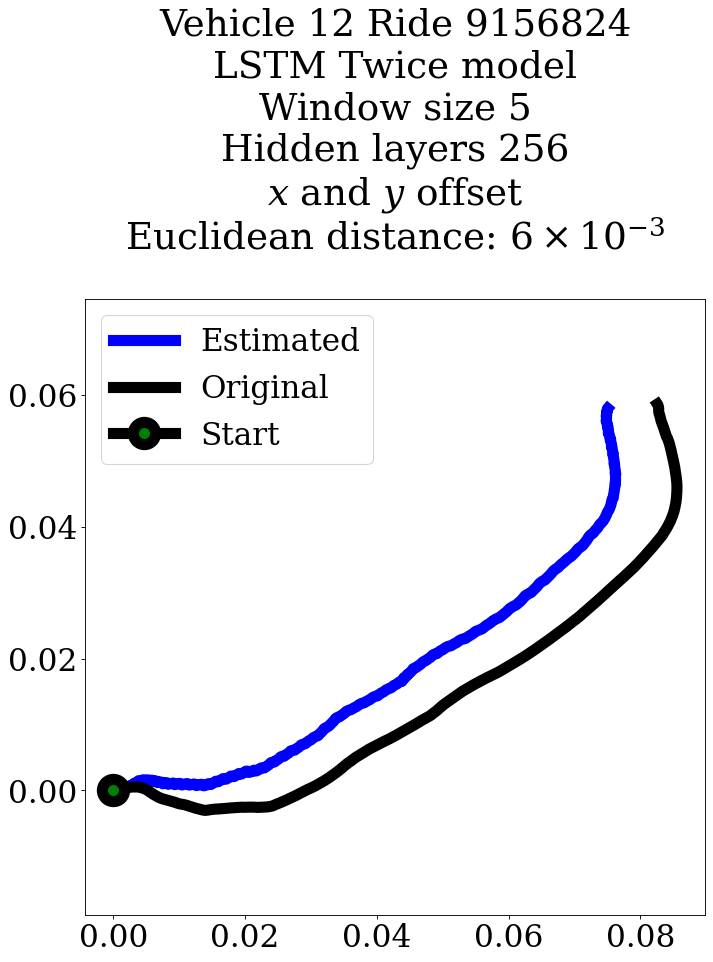 Vehicle 12 Ride 9156824
LSTM Twice model
Window size 5
Hidden layers 256
x and y offset
Euclidean distance: 6 × 10⁻³
Estimated
Original
Start
0.06
0.04
0.02
0.00
0.00 0.02 0.04 0.06 0.08